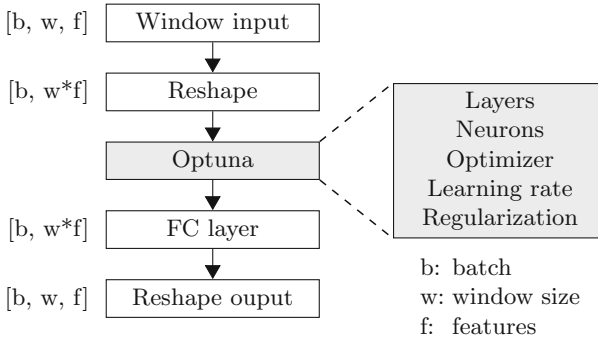 [b, w, f] Window input
[b, w*f] Reshape
Optuna
[b, w*f] FC layer
[b, w, f] Reshape ouput
Layers
Neurons
Optimizer
Learning rate
Regularization
b: batch
w: window size
f: features